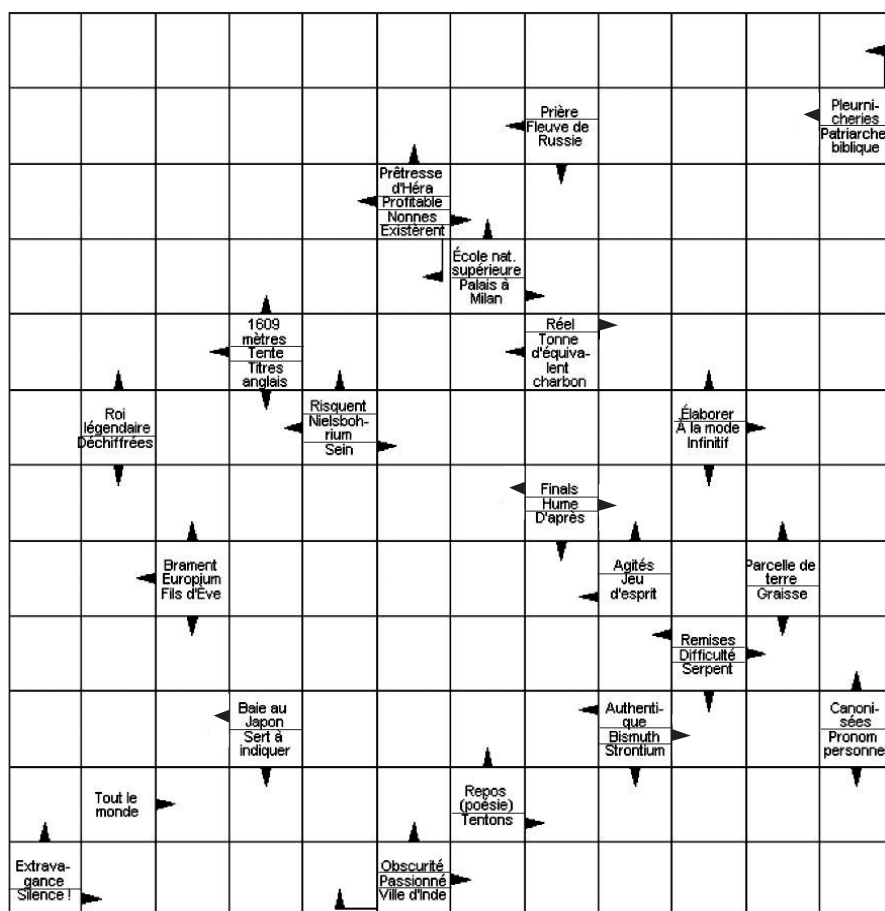 Prière
Fleuve de
Russie
Pleurni-
cheries
Patriarche
biblique
Prêtresse
d'Héra
Profitable
Nonnes
Existèrent
École nat.
supérieure
Palais à
Milan
1609
mètres
Tente
Titres
anglais
Réel
Tonne
d'équiva-
lent
charbon
Roi
légendaire
Déchiffrées
Risquent
Nielsboh-
rium
Sein
Élaborer
À la mode
Infinitif
Finals
Hume
D'après
Brament
Europium
Fils d'Ève
Agités
Jeu
d'esprit
Parcelle de
terre
Graisse
Remises
Difficulté
Serpent
Baie au
Japon
Sert à
indiquer
Authenti-
que
Bismuth
Strontium
Canoni-
sées
Pronom
personnel
Tout le
monde
Repos
(poésie)
Tentons
Extrava-
gance
Silence !
Obscurité
Passionné
Ville d'Inde